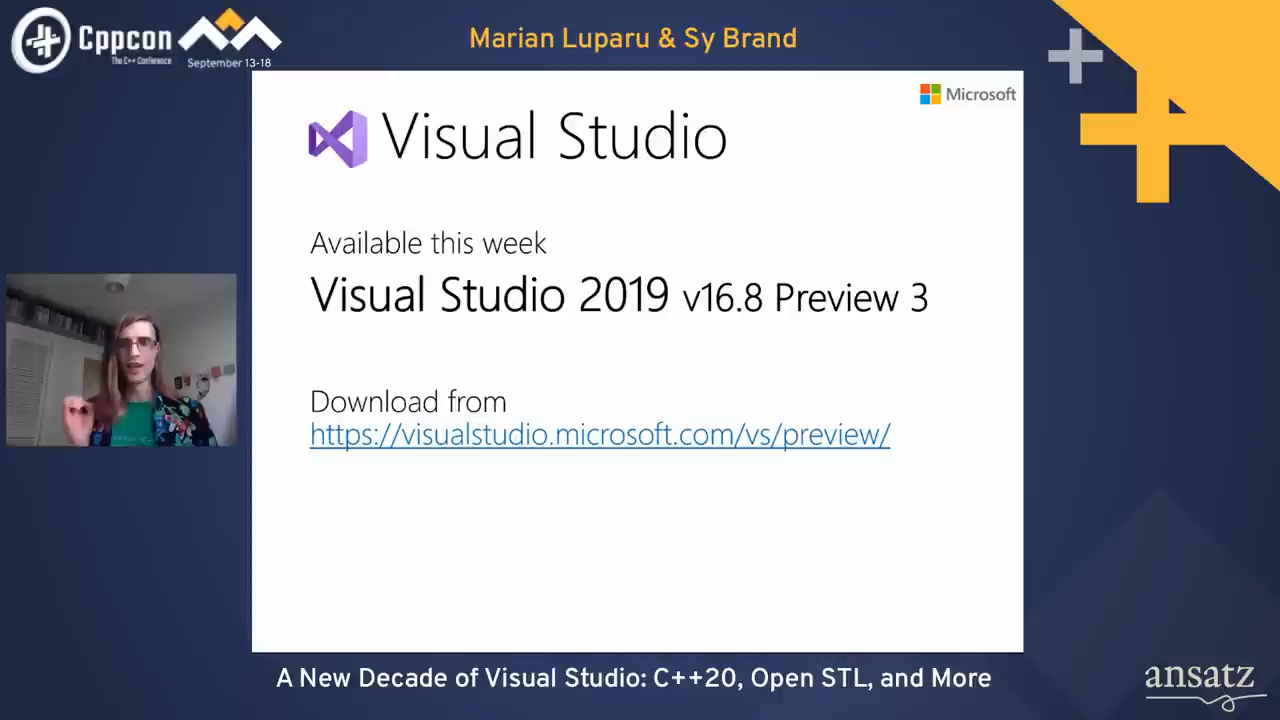 Cppcon
The C++ Conference
September 13-18
Marian Luparu & Sy Brand
Microsoft
Visual Studio
Available this week
Visual Studio 2019 v16.8 Preview 3
Download from
https://visualstudio.microsoft.com/vs/preview/
A New Decade of Visual Studio: C++20, Open STL, and More
ansatz